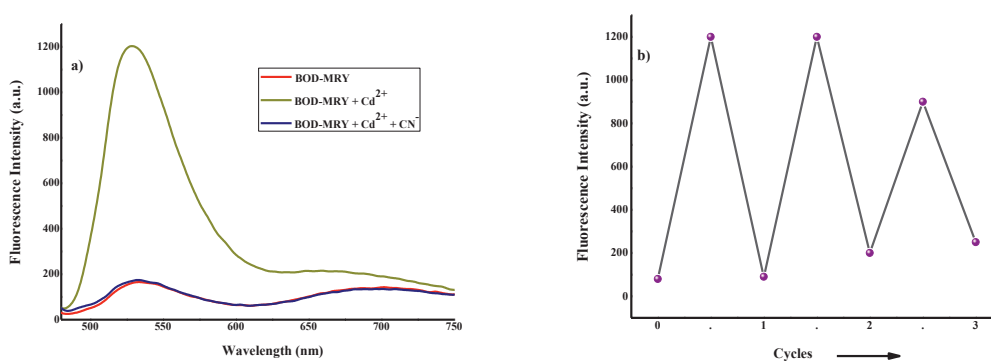 a)
Fluorescence Intensity (a.u.)
1200
1000
800
600
400
200
0
500
550
600
650
700
750
Wavelength (nm)
BOD-MRY
BOD-MRY + Cd²⁺
BOD-MRY + Cd²⁺ + CN⁻
b)
Fluorescence Intensity (a.u.)
1200
1000
800
600
400
200
0
0 . 1 . 2 . 3
Cycles